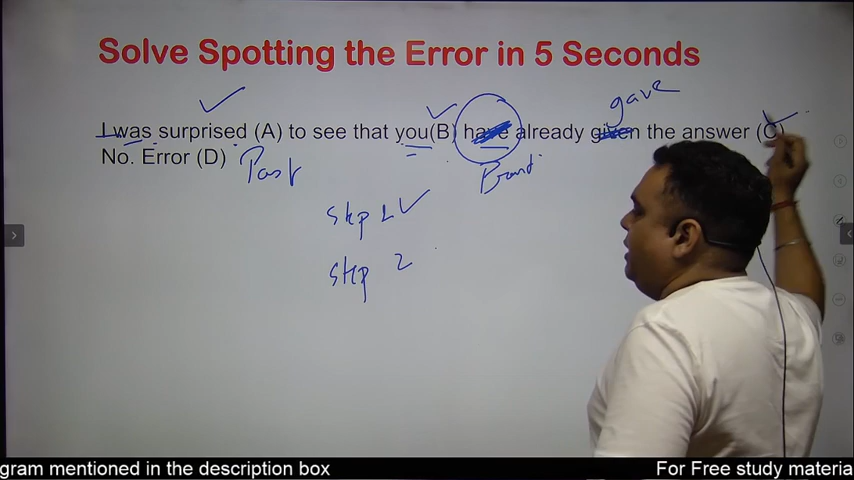 Solve Spotting the Error in 5 Seconds
gave
I was surprised (A) to see that you(B) have already given the answer (C)
No. Error (D) Past
Step 1
Step 2
gram mentioned in the description box For Free study materia